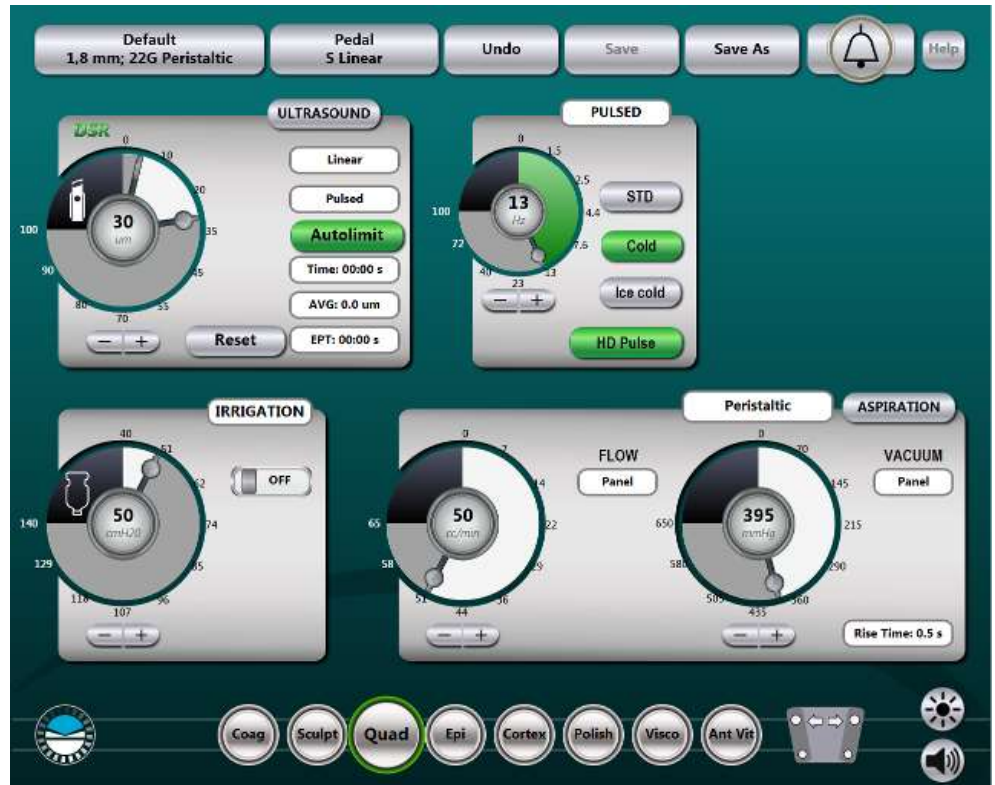 Default
1,8 mm; 22G Peristaltic
Pedal
S Linear
Undo
Save
Save As
Help
ULTRASOUND
DSR
0
10
20
35
45
55
70
80
90
100
30
um
Linear
Pulsed
Autolimit
Time: 00:00 s
AVG: 0.0 um
EPT: 00:00 s
− +
Reset
PULSED
0
1.5
2.5
4.4
7.6
13
23
40
72
100
13
Hz
STD
Cold
Ice cold
HD Pulse
− +
IRRIGATION
40
51
62
74
85
96
107
118
129
140
50
cmH20
OFF
− +
Peristaltic
ASPIRATION
FLOW
Panel
0
7
14
22
29
36
44
51
58
65
50
cc/min
− +
VACUUM
Panel
0
70
145
215
290
360
435
505
580
650
395
mmHg
− +
Rise Time: 0.5 s
Coag
Sculpt
Quad
Epi
Cortex
Polish
Visco
Ant Vit